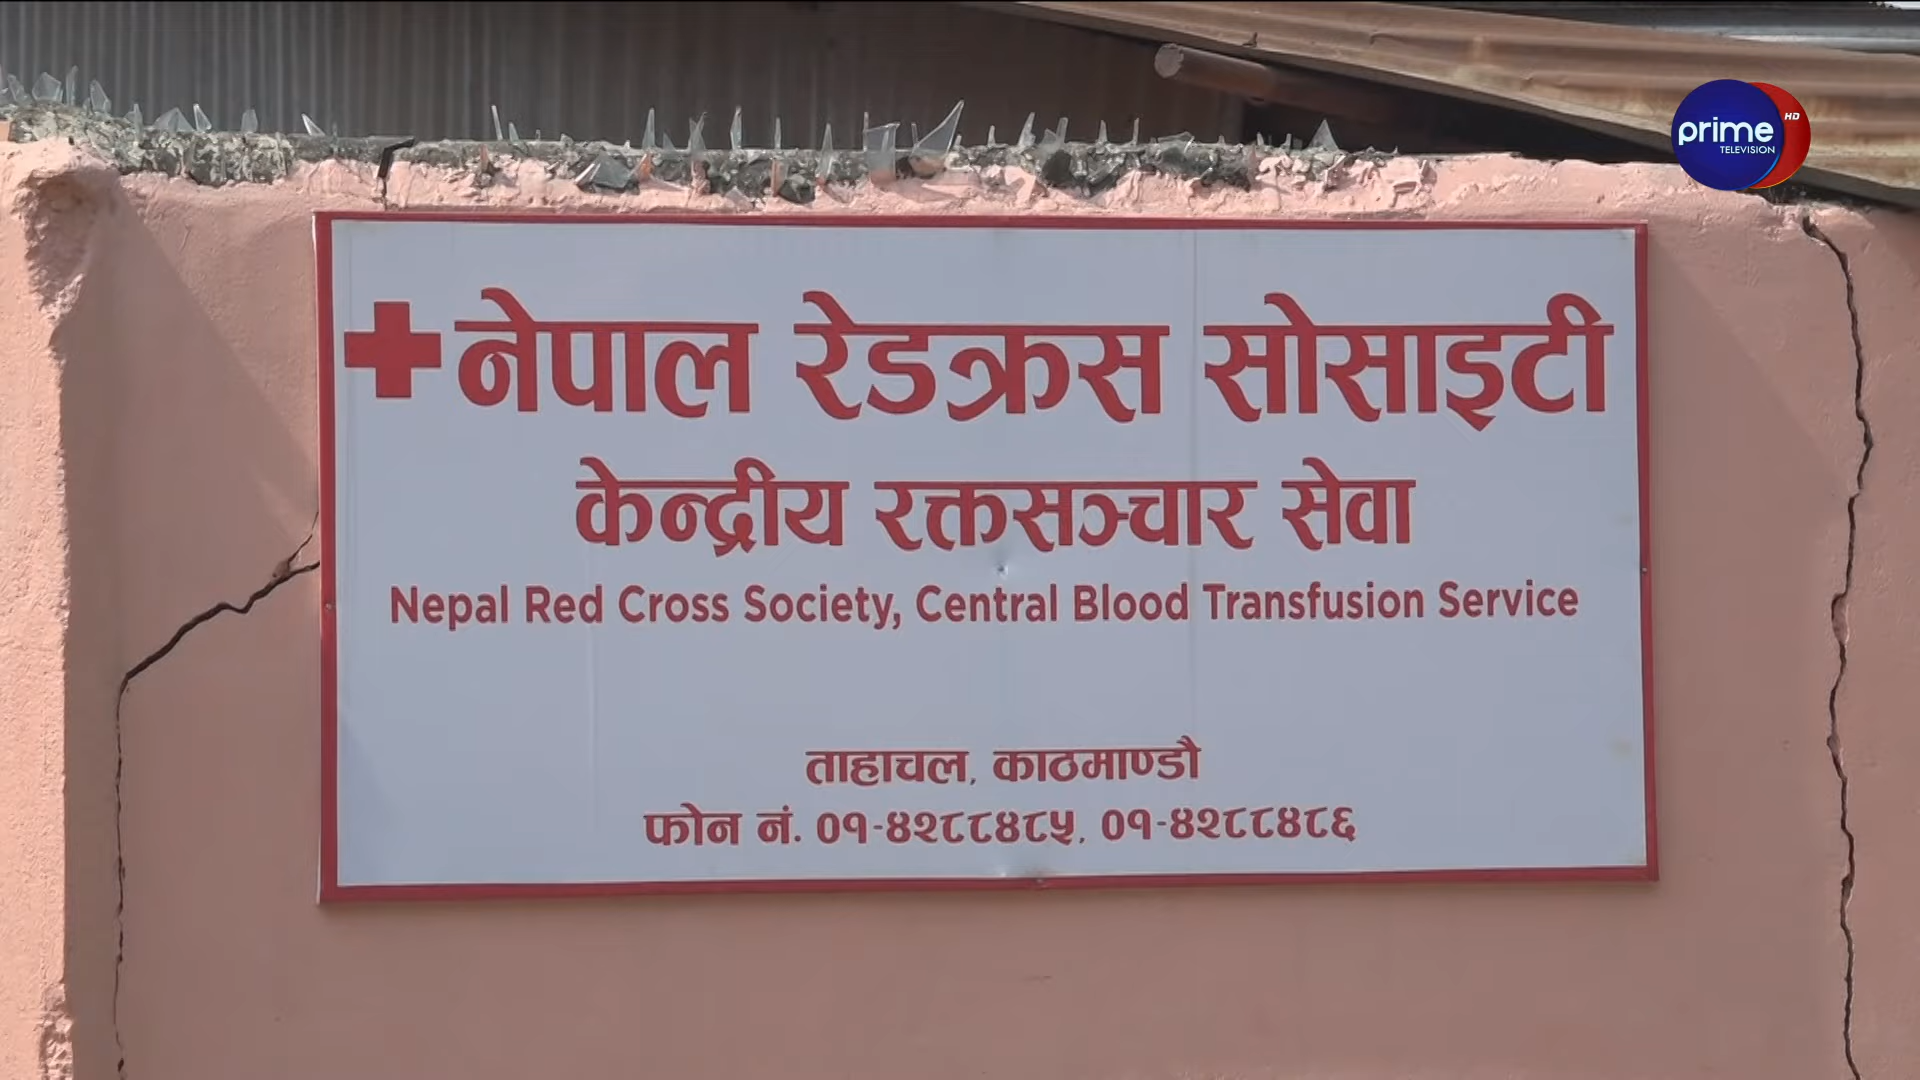 prime HD
TELEVISION
नेपाल रेडक्रस सोसाइटी
केन्द्रीय रक्तसञ्चार सेवा
Nepal Red Cross Society, Central Blood Transfusion Service
ताहाचल, काठमाण्डौ
फोन नं. ०१-४२८८४८५, ०१-४२८८४८६